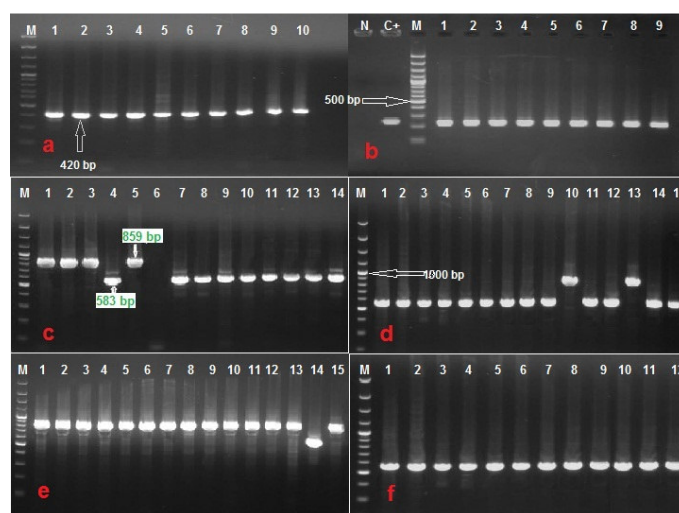 M 1 2 3 4 5 6 7 8 9 10
a
420 bp
N C+ M 1 2 3 4 5 6 7 8 9
500 bp
b
M 1 2 3 4 5 6 7 8 9 10 11 12 13 14
859 bp
583 bp
c
M 1 2 3 4 5 6 7 8 9 10 11 12 13 14 1
1000 bp
d
M 1 2 3 4 5 6 7 8 9 10 11 12 13 14 15
e
M 1 2 3 4 5 6 7 8 9 10 11 12
f